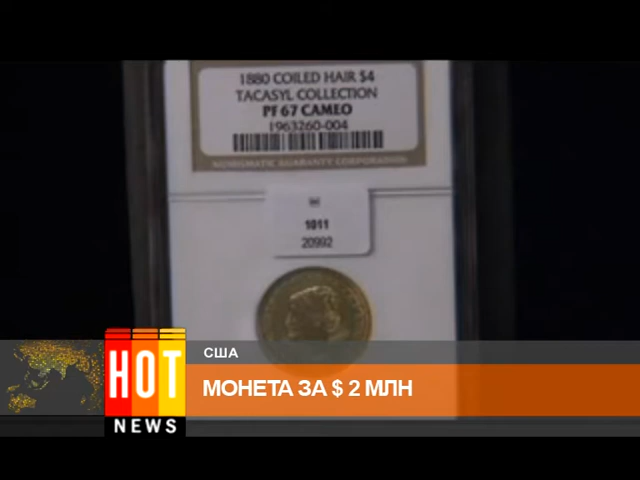 1880 COILED HAIR $4
TACASYL COLLECTION
PF 67 CAMEO
1963260-004
NUMISMATIC GUARANTY CORPORATION
1011
20992
HOT
NEWS
США
МОНЕТА ЗА $ 2 МЛН